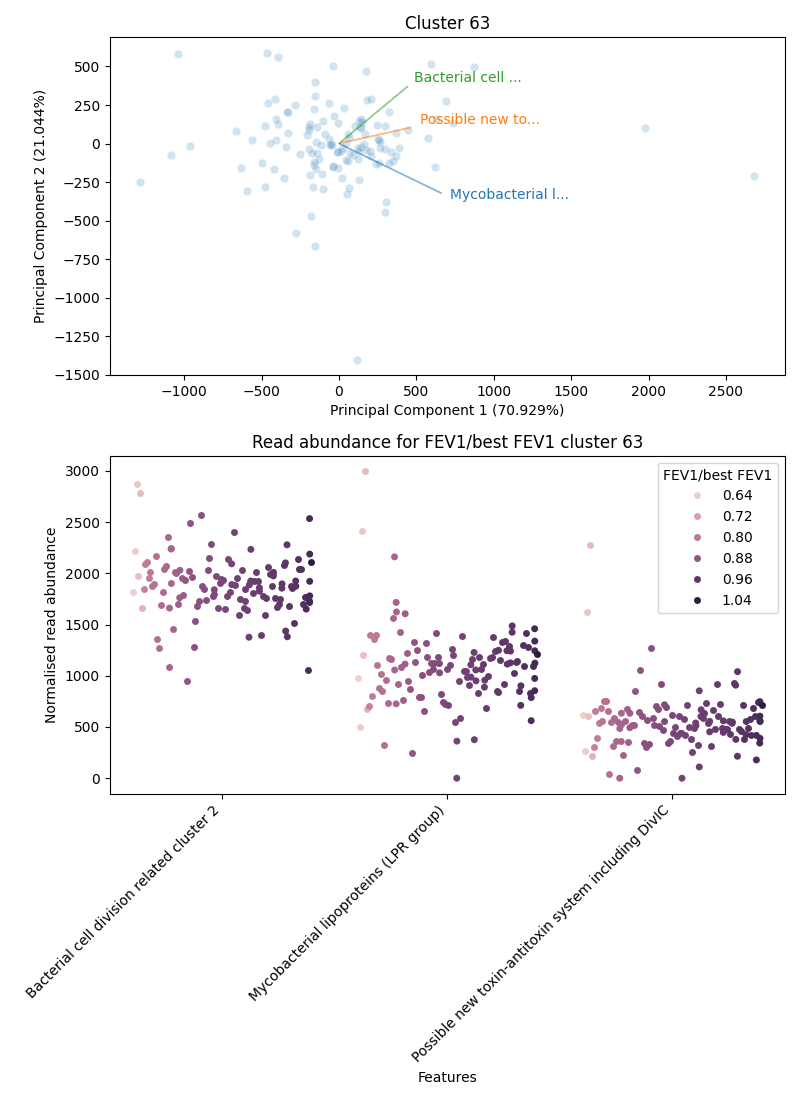 Cluster 63
Principal Component 2 (21.044%)
500
250
0
−250
−500
−750
−1000
−1250
−1500
Bacterial cell ...
Possible new to...
Mycobacterial l...
−1000
−500
0
500
1000
1500
2000
2500
Principal Component 1 (70.929%)
Read abundance for FEV1/best FEV1 cluster 63
Normalised read abundance
3000
2500
2000
1500
1000
500
0
FEV1/best FEV1
0.64
0.72
0.80
0.88
0.96
1.04
Bacterial cell division related cluster 2
Mycobacterial lipoproteins (LPR group)
Possible new toxin-antitoxin system including DivIC
Features